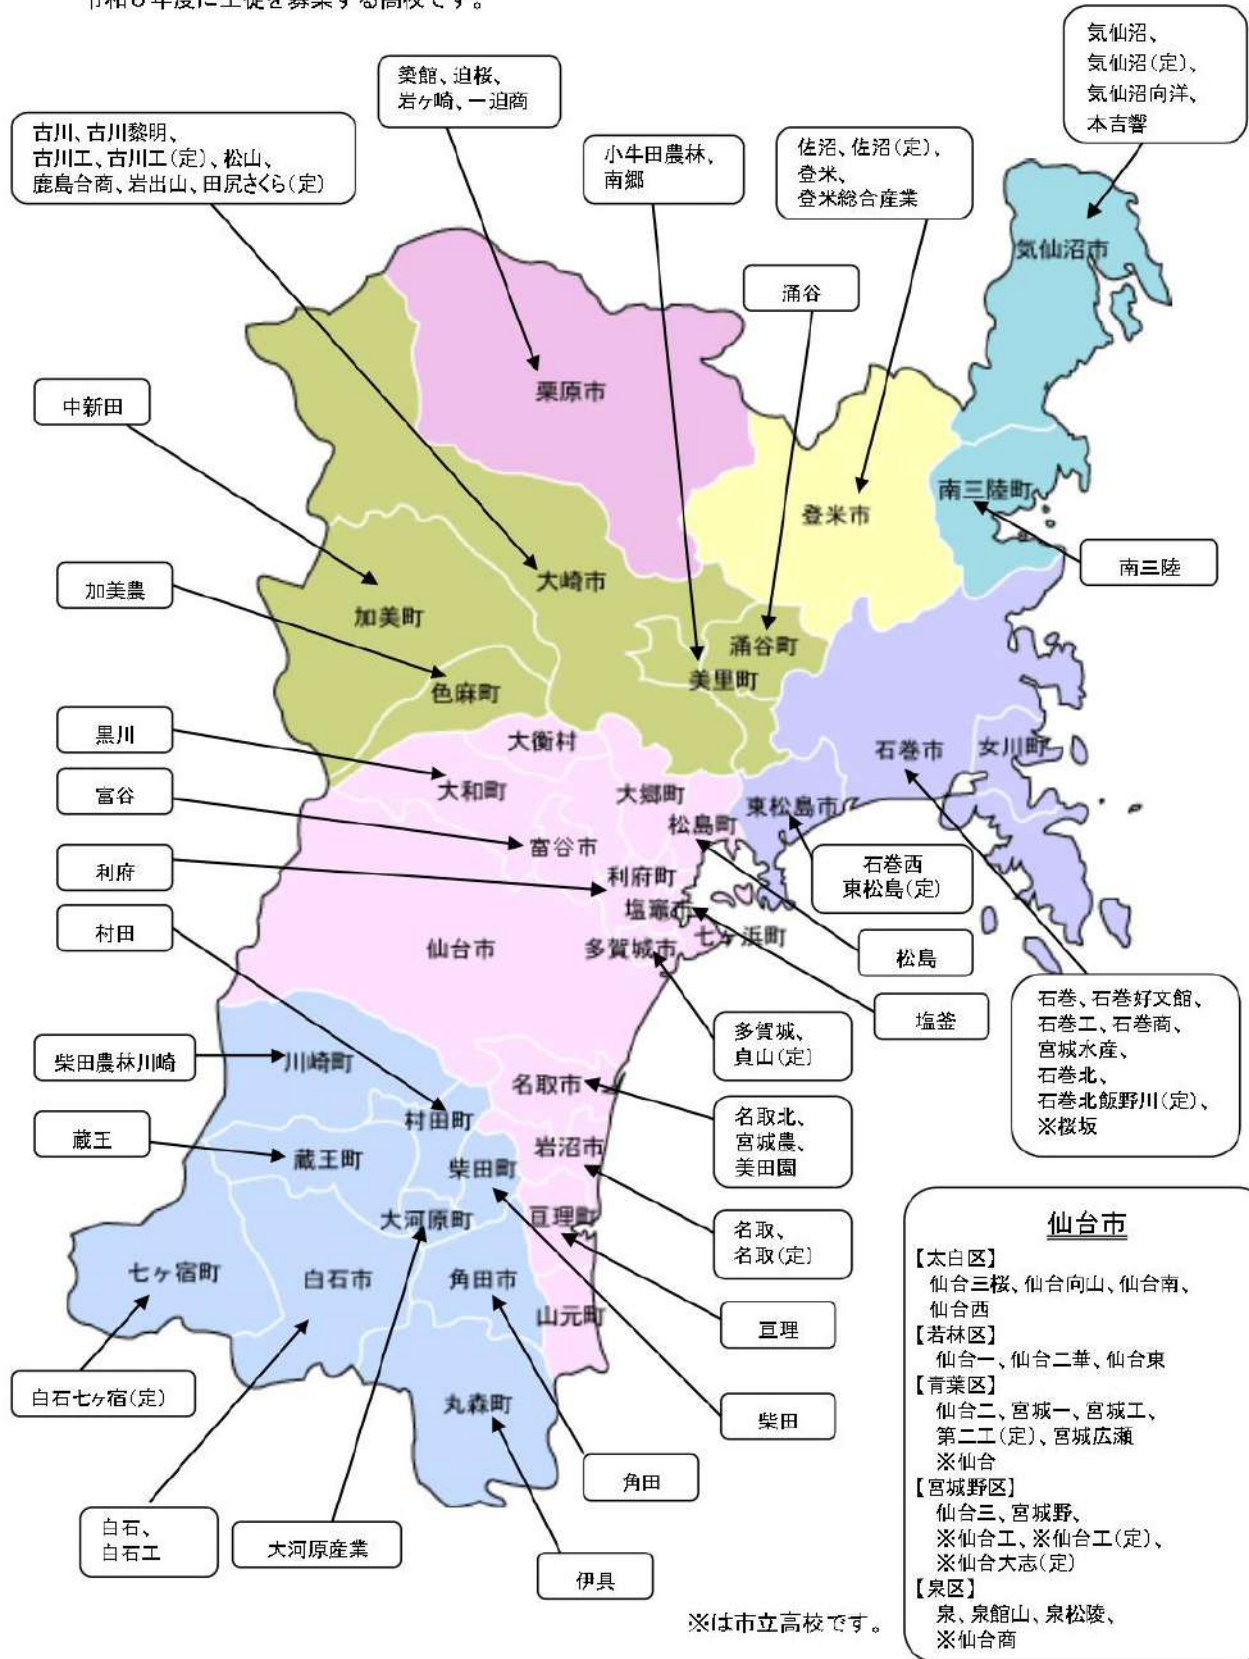 気仙沼、
気仙沼(定)、
気仙沼向洋、
本吉響
築館、迫桜、
岩ヶ崎、一迫商
古川、古川黎明、
古川工、古川工(定)、松山、
鹿島台商、岩出山、田尻さくら(定)
小牛田農林、
南郷
佐沼、佐沼(定)、
登米、
登米総合産業
涌谷
気仙沼市
栗原市
中新田
登米市
南三陸町
南三陸
加美農
大崎市
加美町
涌谷町
美里町
色麻町
黒川
大衡村
石巻市
女川町
富谷
大和町
大郷町
東松島市
松島町
富谷市
利府
利府町
石巻西
東松島(定)
塩竈市
村田
仙台市
多賀城市
七ヶ浜町
松島
塩釜
多賀城、
貞山(定)
石巻、石巻好文館、
石巻工、石巻商、
宮城水産、
石巻北、
石巻北飯野川(定)、
※桜坂
柴田農林川崎
川崎町
名取市
名取北、
宮城農、
美田園
村田町
蔵王
蔵王町
柴田町
岩沼市
名取、
名取(定)
大河原町
亘理町
七ヶ宿町
白石市
角田市
山元町
亘理
白石七ヶ宿(定)
丸森町
柴田
角田
白石、
白石工
大河原産業
伊具
仙台市
【太白区】
仙台三桜、仙台向山、仙台南、
仙台西
【若林区】
仙台一、仙台二華、仙台東
【青葉区】
仙台二、宮城一、宮城工、
第二工(定)、宮城広瀬
※仙台
【宮城野区】
仙台三、宮城野、
※仙台工、※仙台工(定)、
※仙台大志(定)
【泉区】
泉、泉館山、泉松陵、
※仙台商
※は市立高校です。